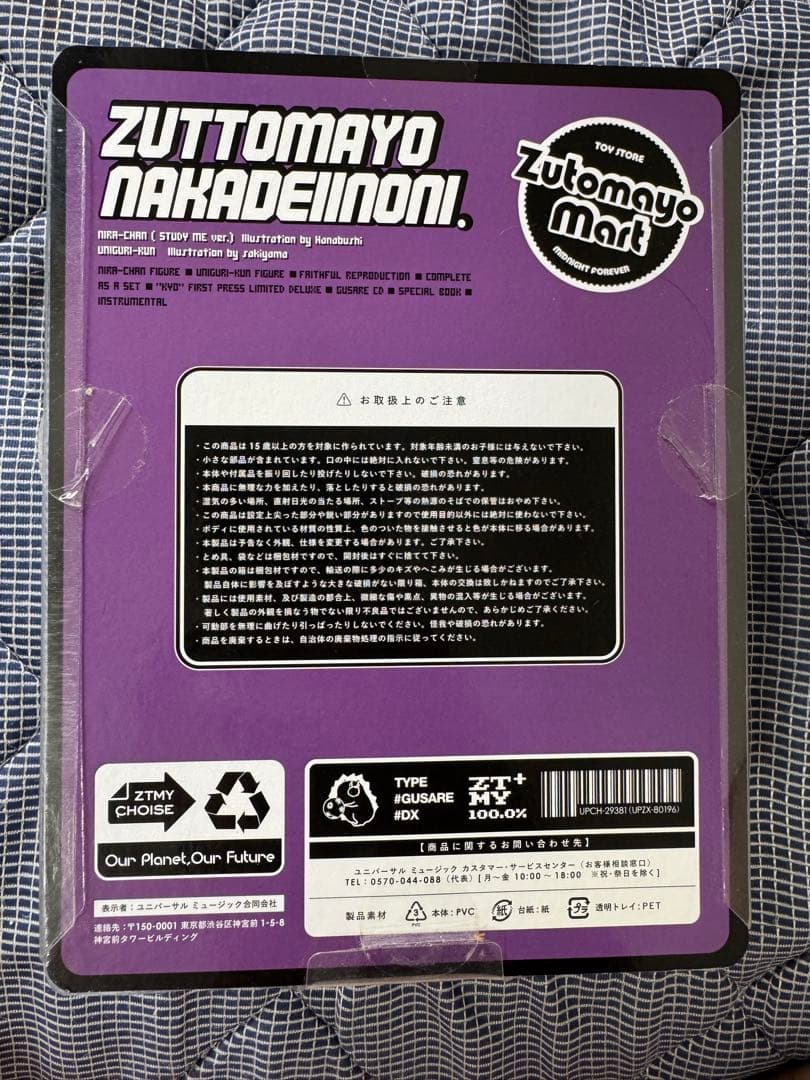 ZUTTOMAYO
NAKADEIINONI.
TOY STORE
Zutomayo
Mart
MIDNIGHT FOREVER
NIRA-CHAN ( STUDY ME ver.) Illustration by Hanabushi
UNIGURI-KUN Illustration by sakiyama
NIRA-CHAN FIGURE ■ UNIGURI-KUN FIGURE ■ FAITHFUL REPRODUCTION ■ COMPLETE
AS A SET ■ "KYO" FIRST PRESS LIMITED DELUXE ■ GUSARE CD ■ SPECIAL BOOK ■
INSTRUMENTAL
⚠ お取扱上のご注意
・この商品は15歳以上の方を対象に作られています。対象年齢未満のお子様には与えないで下さい。
・小さな部品が含まれています。口の中には絶対に入れないで下さい。窒息等の危険があります。
・本体や付属品を振り回したり投げたりしないで下さい。破損の恐れがあります。
・本商品に無理な力を加えたり、落としたりすると破損の恐れがあります。
・湿気の多い場所、直射日光の当たる場所、ストーブ等の熱源のそばでの保管はおやめ下さい。
・この商品は設定上尖った部分や鋭い部分がありますので使用目的以外には絶対に使わないで下さい。
・ボディに使用されている材質の性質上、色のついた物を接触させると色が本体に移る場合があります。
・本製品は予告なく外観、仕様を変更する場合があります。ご了承下さい。
・とめ具、袋などは梱包材ですので、開封後はすぐに捨てて下さい。
・本製品の箱は梱包材ですので、輸送の際に多少のキズやへこみが生じる場合がございます。
製品自体に影響を及ぼすような大きな破損がない限り箱、本体の交換は致しかねますのでご了承下さい。
・製品には使用素材、及び製造の都合上、微細な傷や黒点、異物の混入等が生じる場合がございます。
著しく製品の外観を損なう物でない限り不良品ではございませんので、あらかじめご了承ください。
・可動部を無理に曲げたり引っぱったりしないでください。怪我や破損の恐れがあります。
・商品を廃棄するときは、自治体の廃棄物処理の指示に従ってください。
ZTMY
CHOISE
Our Planet,Our Future
TYPE
#GUSARE
#DX
ZT+
MY
100.0%
UPCH-29381 (UPZX-80196)
【商品に関するお問い合わせ先】
ユニバーサル ミュージック カスタマー・サービスセンター（お客様相談窓口）
TEL：0570-044-088（代表）[ 月〜金 10:00〜18:00 ※祝・祭日を除く]
製品素材 3 PVC 本体：PVC 紙 台紙：紙 プラ 透明トレイ：PET
表示者：ユニバーサル ミュージック合同会社
連絡先：〒150-0001 東京都渋谷区神宮前 1-5-8
神宮前タワービルディング